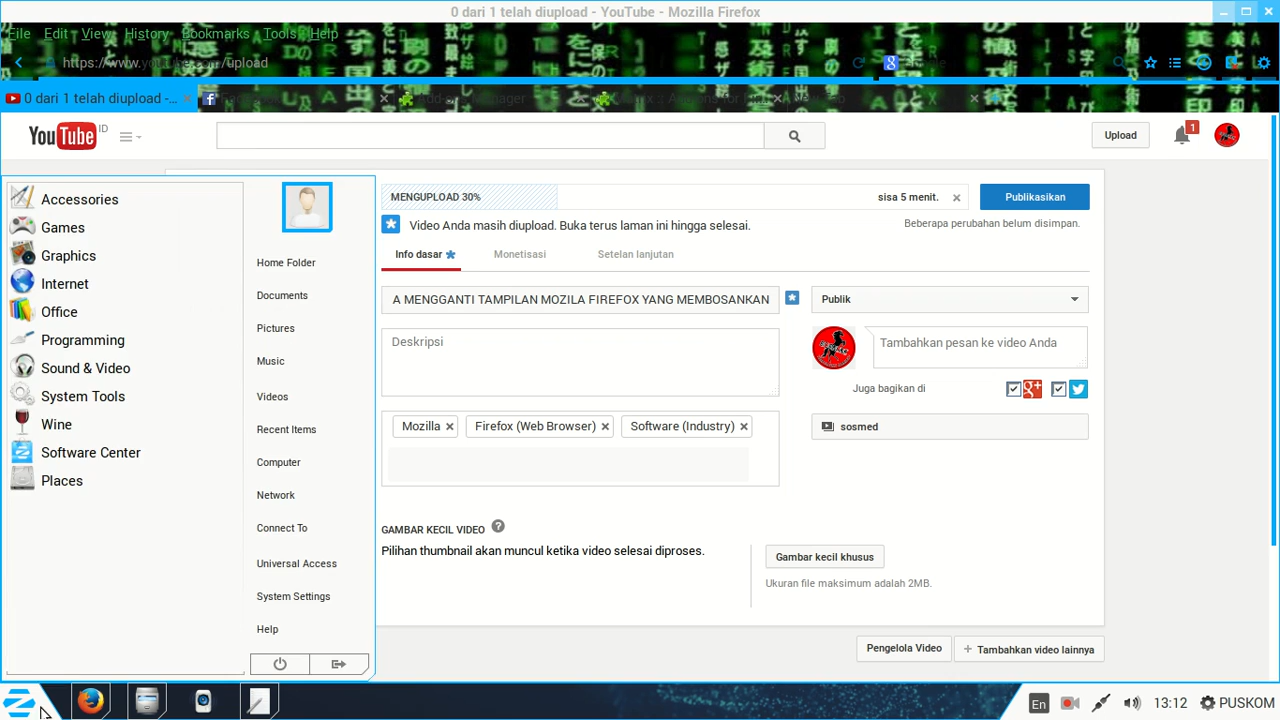 0 dari 1 telah diupload - YouTube - Mozilla Firefox
File Edit View History Bookmarks Tools Help
https://www.youtube.com/upload
0 dari 1 telah diupload -...
YouTube ID
Upload
1
Accessories
Games
Graphics
Internet
Office
Programming
Sound & Video
System Tools
Wine
Software Center
Places
Home Folder
Documents
Pictures
Music
Videos
Recent Items
Computer
Network
Connect To
Universal Access
System Settings
Help
MENGUPLOAD 30%
sisa 5 menit.
Publikasikan
Video Anda masih diupload. Buka terus laman ini hingga selesai.
Beberapa perubahan belum disimpan.
Info dasar Monetisasi Setelan lanjutan
A MENGGANTI TAMPILAN MOZILA FIREFOX YANG MEMBOSANKAN
Publik
Deskripsi
Tambahkan pesan ke video Anda
Juga bagikan di
Mozilla Firefox (Web Browser) Software (Industry)
sosmed
GAMBAR KECIL VIDEO
Pilihan thumbnail akan muncul ketika video selesai diproses.
Gambar kecil khusus
Ukuran file maksimum adalah 2MB.
Pengelola Video
+ Tambahkan video lainnya
En
13:12
PUSKOM